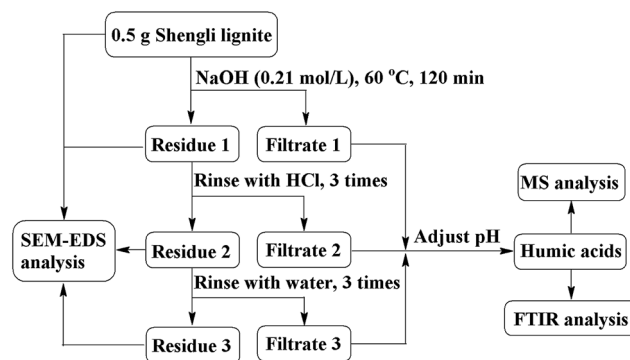 0.5 g Shengli lignite
NaOH (0.21 mol/L), 60 °C, 120 min
Residue 1
Filtrate 1
Rinse with HCl, 3 times
MS analysis
SEM-EDS
analysis
Residue 2
Filtrate 2
Adjust pH
Humic acids
Rinse with water, 3 times
FTIR analysis
Residue 3
Filtrate 3